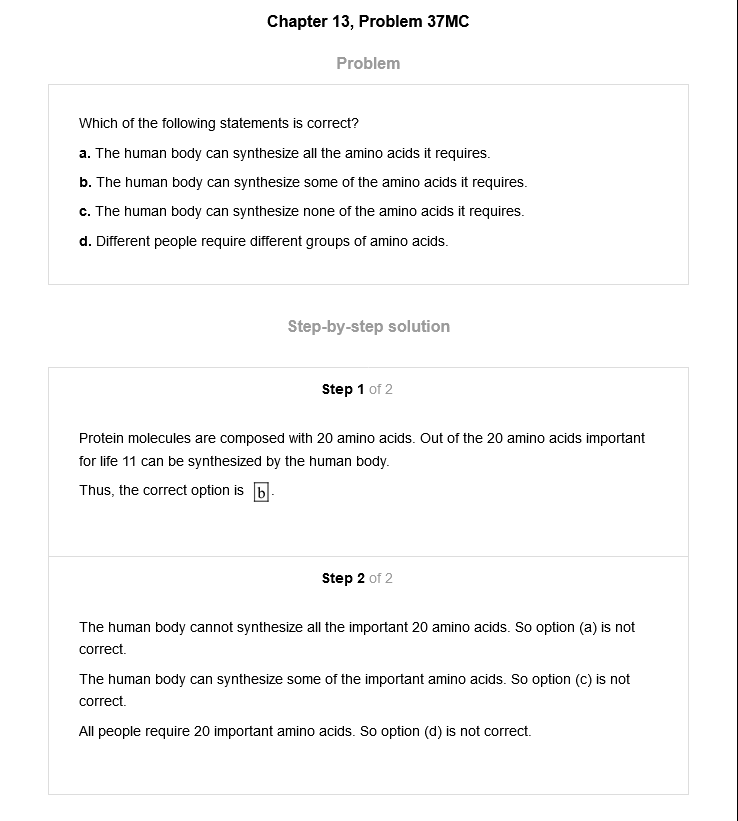 Chapter 13, Problem 37MC
Problem
Which of the following statements is correct?
a. The human body can synthesize all the amino acids it requires.
b. The human body can synthesize some of the amino acids it requires.
c. The human body can synthesize none of the amino acids it requires.
d. Different people require different groups of amino acids.
Step-by-step solution
Step 1 of 2
Protein molecules are composed with 20 amino acids. Out of the 20 amino acids important
for life 11 can be synthesized by the human body.
Thus, the correct option is b.
Step 2 of 2
The human body cannot synthesize all the important 20 amino acids. So option (a) is not
correct.
The human body can synthesize some of the important amino acids. So option (c) is not
correct.
All people require 20 important amino acids. So option (d) is not correct.